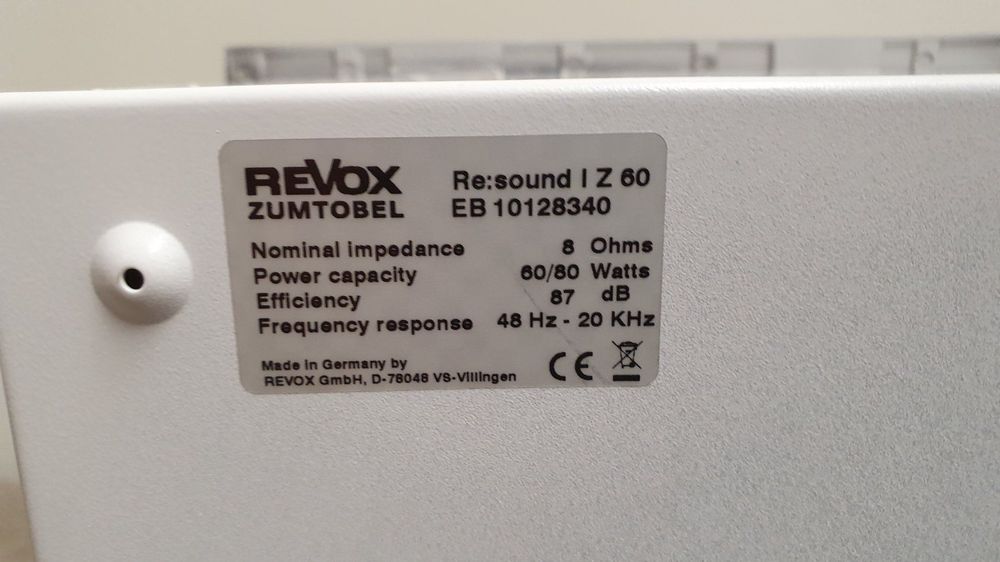 REVOX
ZUMTOBEL
Re:sound I Z 60
EB 10128340
Nominal impedance 8 Ohms
Power capacity 60/80 Watts
Efficiency 87 dB
Frequency response 48 Hz - 20 KHz
Made in Germany by
REVOX GmbH, D-78048 VS-Villingen
CE